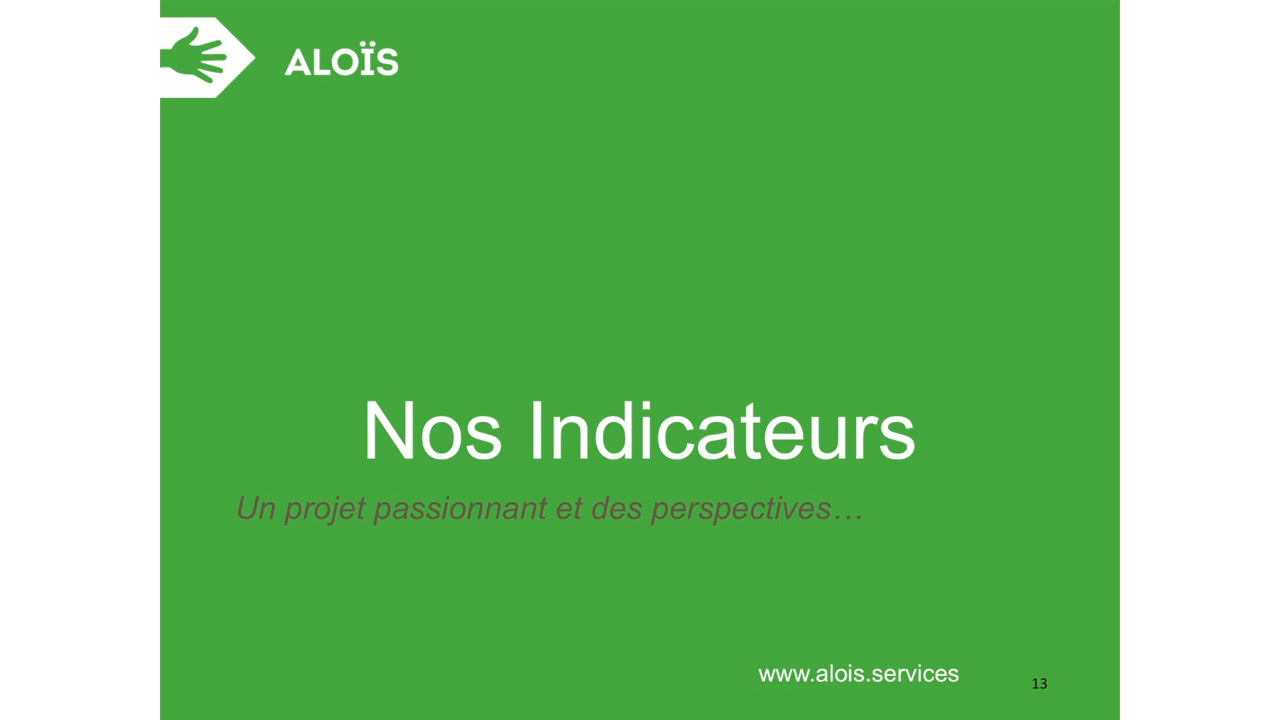 ALOÏS
Nos Indicateurs
Un projet passionnant et des perspectives…
www.alois.services
13